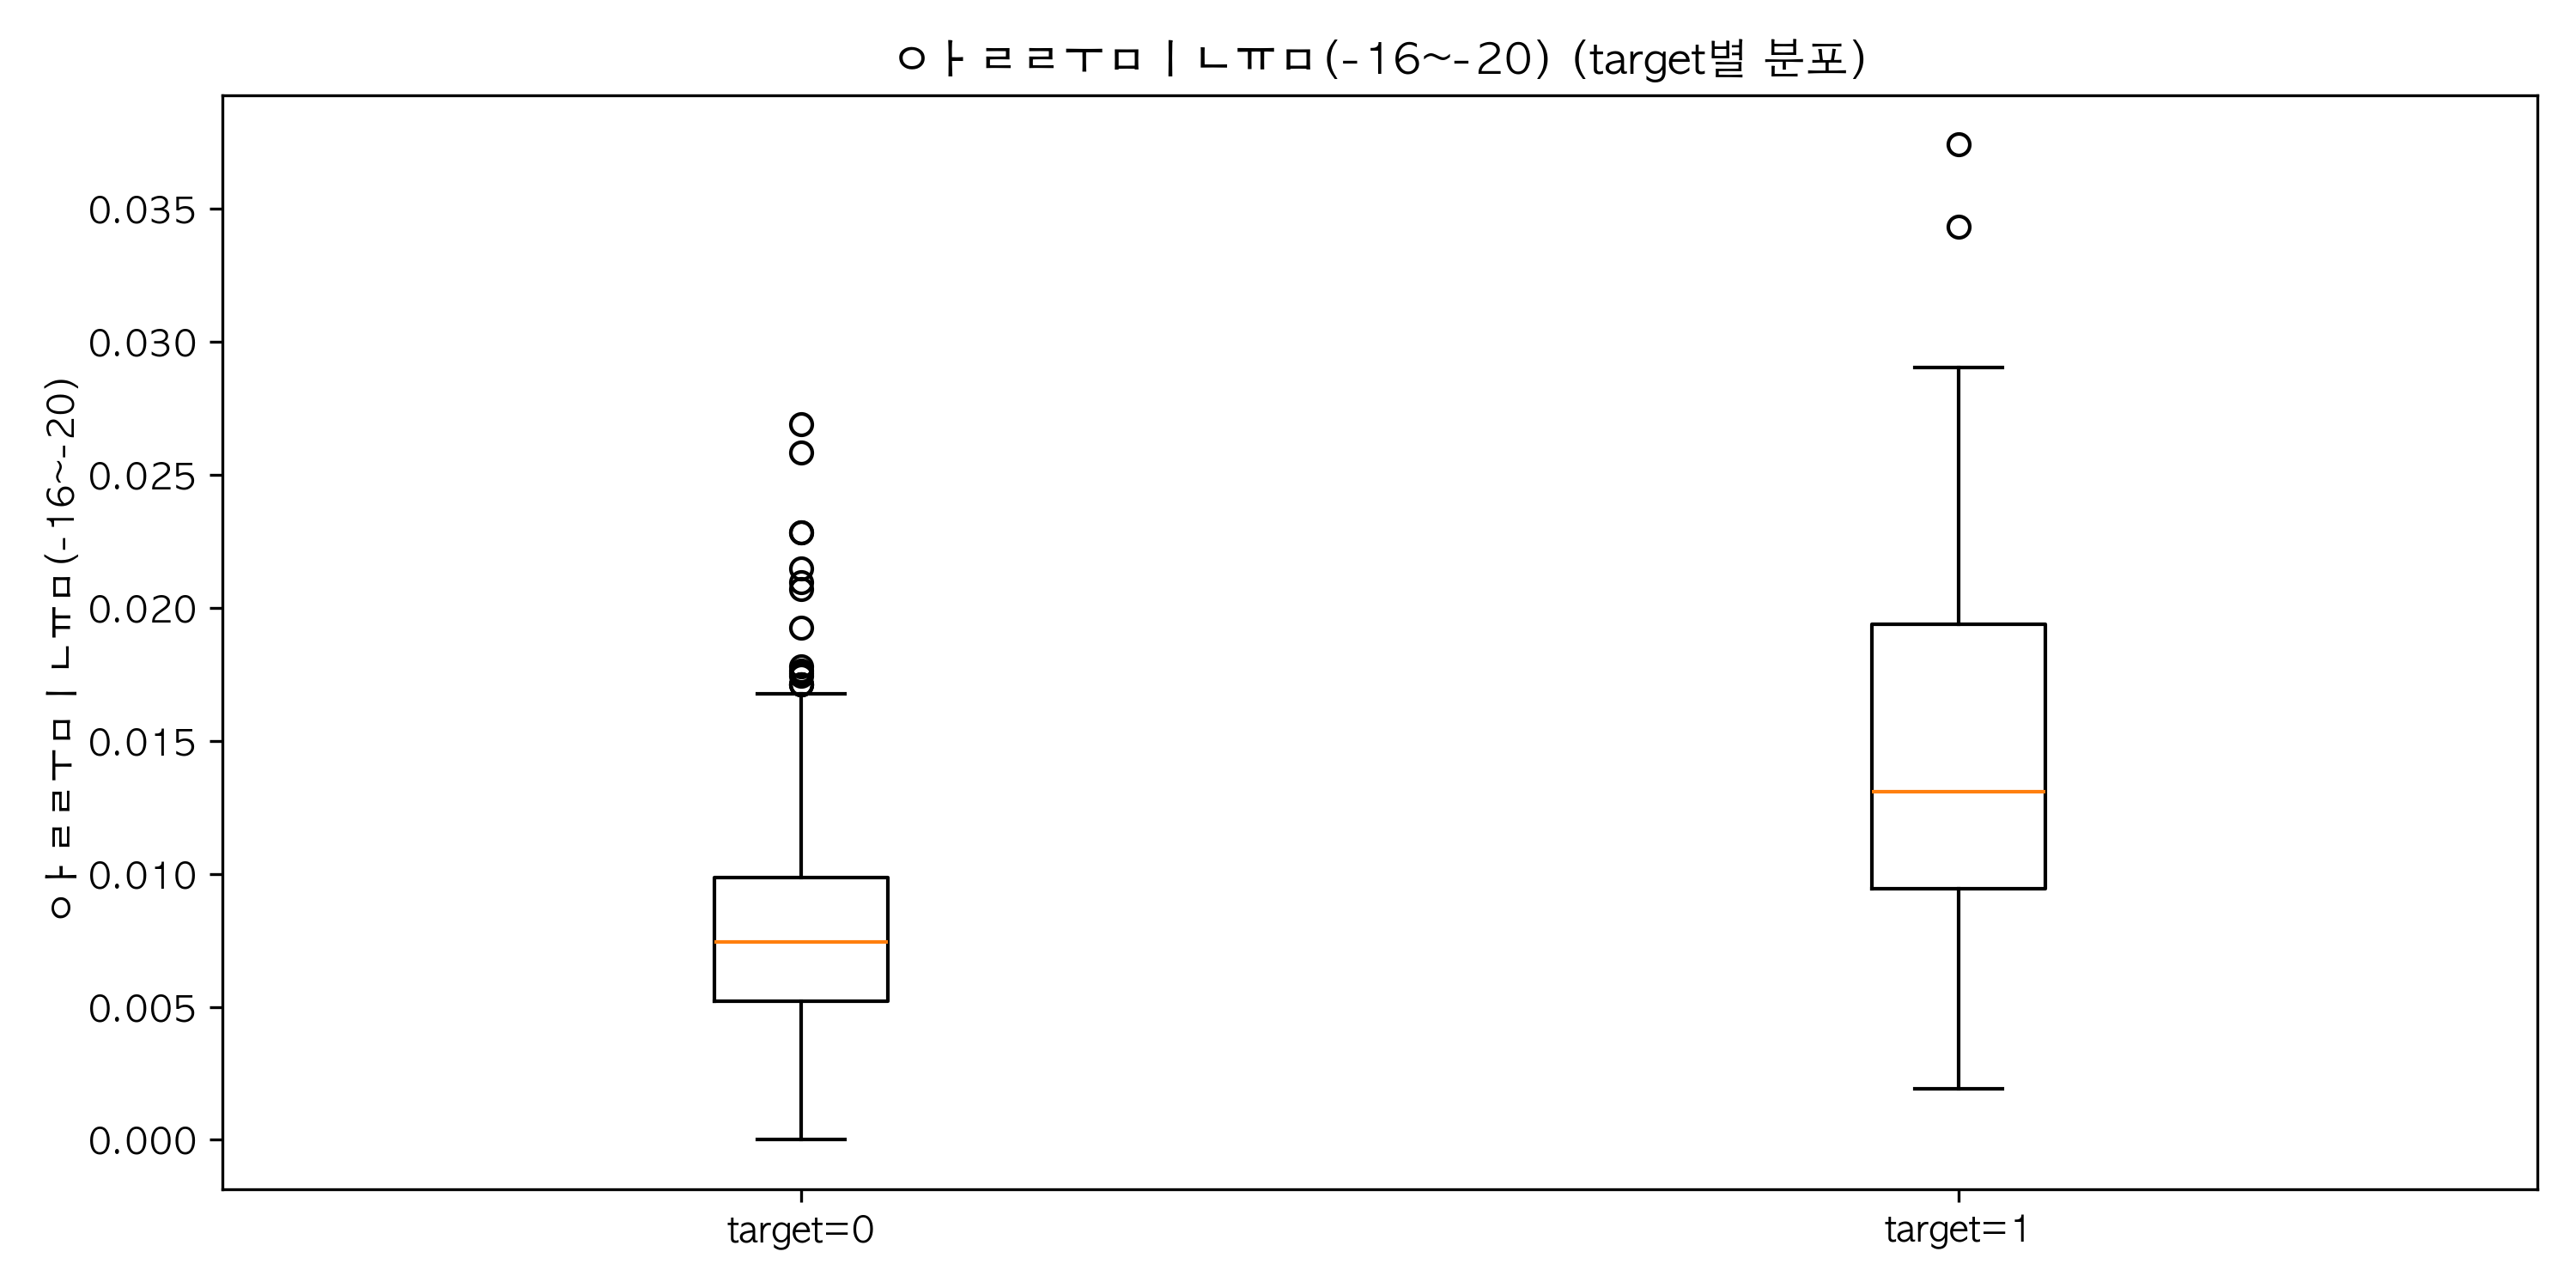 ㅇㅏㄹㄹㅜㅁㅣㄴㅠㅁ(-16~-20) (target별 분포)
ㅇㅏㄹㄹㅜㅁㅣㄴㅠㅁ(-16~-20)
0.035
0.030
0.025
0.020
0.015
0.010
0.005
0.000
target=0
target=1